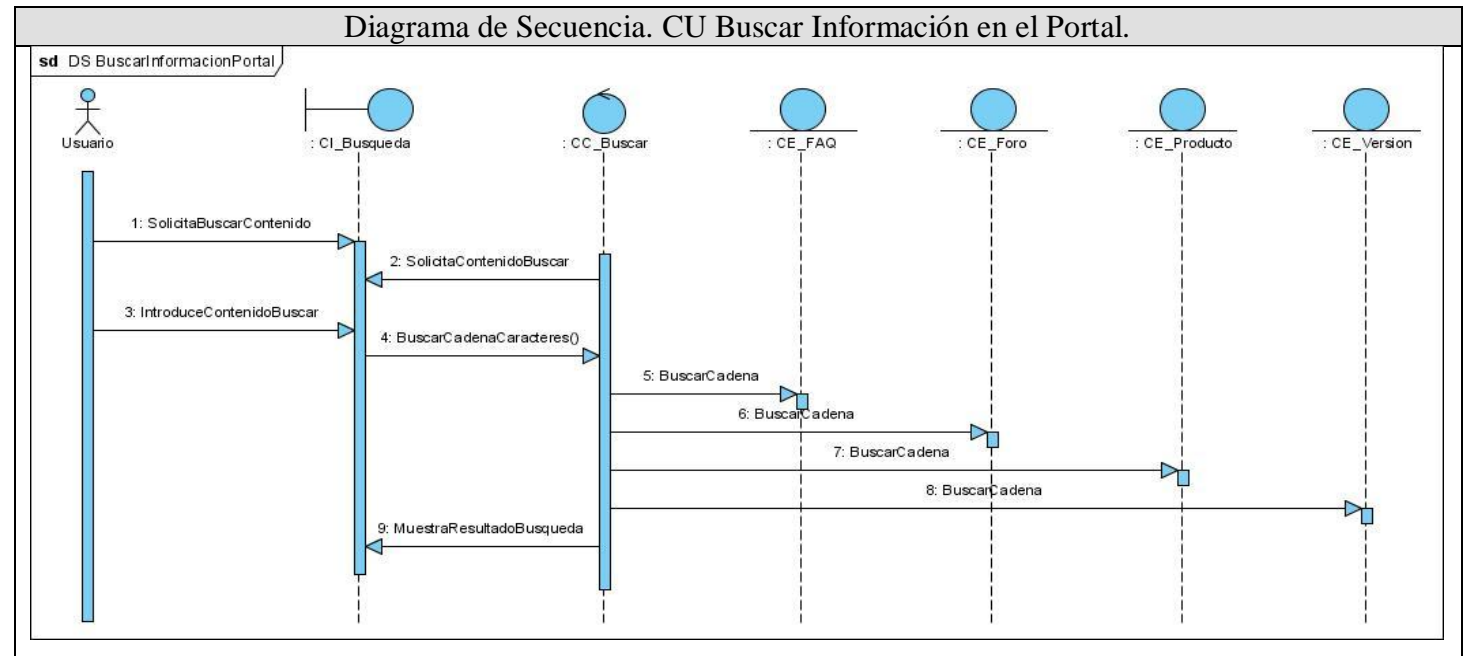 Diagrama de Secuencia. CU Buscar Información en el Portal.
sd DS BuscarInformacionPortal
Usuario
: CI_Busqueda
: CC_Buscar
: CE_FAQ
: CE_Foro
: CE_Producto
: CE_Version
1: SolicitaBuscarContenido
2: SolicitaContenidoBuscar
3: IntroduceContenidoBuscar
4: BuscarCadenaCaracteres()
5: BuscarCadena
6: BuscarCadena
7: BuscarCadena
8: BuscarCadena
9: MuestraResultadoBusqueda